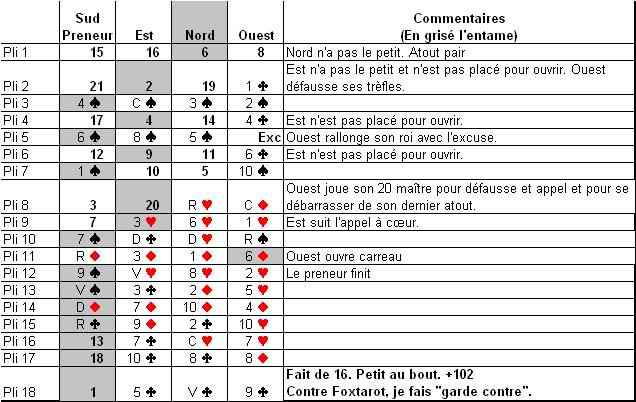 Sud Commentaires
Preneur Est Nord Ouest (En grisé l'entame)
Pli 1 15 16 6 8 Nord n'a pas le petit. Atout pair
Est n'a pas le petit et n'est pas placé pour ouvrir. Ouest
Pli 2 21 2 19 1 ♣ défausse ses trèfles.
Pli 3 4 ♠ C ♠ 3 ♠ 2 ♠
Pli 4 17 4 14 4 ♣ Est n'est pas placé pour ouvrir.
Pli 5 6 ♠ 8 ♠ 5 ♠ Exc Ouest rallonge son roi avec l'excuse.
Pli 6 12 9 11 6 ♣ Est n'est pas placé pour ouvrir.
Pli 7 1 ♠ 10 5 10 ♠
Ouest joue son 20 maître pour défausse et appel et pour se
Pli 8 3 20 R ♥ C ♦ débarrasser de son dernier atout.
Pli 9 7 3 ♥ 6 ♥ 1 ♥ Est suit l'appel à cœur.
Pli 10 7 ♠ D ♣ D ♥ R ♠
Pli 11 R ♦ 3 ♦ 1 ♦ 6 ♦ Ouest ouvre carreau
Pli 12 9 ♠ V ♥ 8 ♥ 2 ♥ Le preneur finit
Pli 13 V ♠ 3 ♣ 2 ♦ 5 ♥
Pli 14 D ♦ 7 ♦ 10 ♦ 4 ♦
Pli 15 R ♣ 9 ♦ 2 ♣ 10 ♥
Pli 16 13 7 ♣ C ♥ 7 ♥
Pli 17 18 10 ♣ 8 ♣ 8 ♦
Fait de 16. Petit au bout. +102
Pli 18 1 5 ♣ V ♣ 9 ♣ Contre Foxtarot, je fais "garde contre".